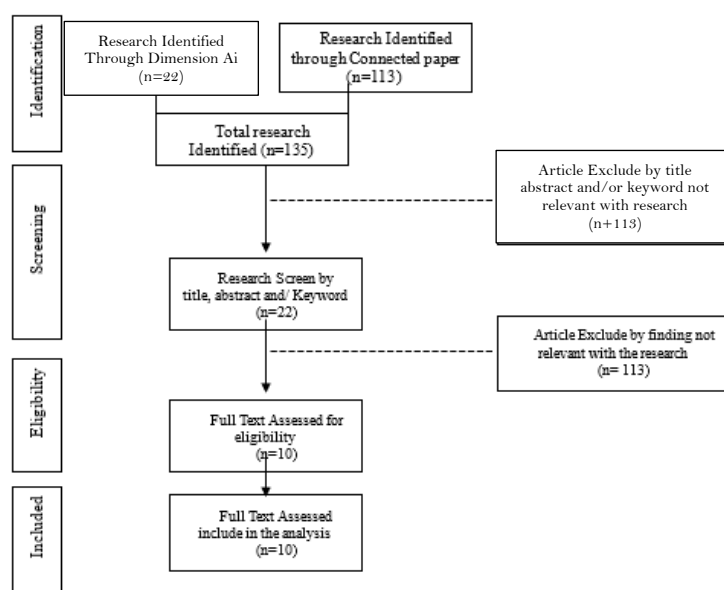 Identification
Research Identified
Through Dimension Ai
(n=22)
Research Identified
through Connected paper
(n=113)
Total research
Identified (n=135)
Screening
Article Exclude by title
abstract and/or keyword not
relevant with research
(n+113)
Research Screen by
title, abstract and/ Keyword
(n=22)
Article Exclude by finding not
relevant with the research
(n= 113)
Eligibility
Full Text Assessed for
eligibility
(n=10)
Included
Full Text Assessed
include in the analysis
(n=10)